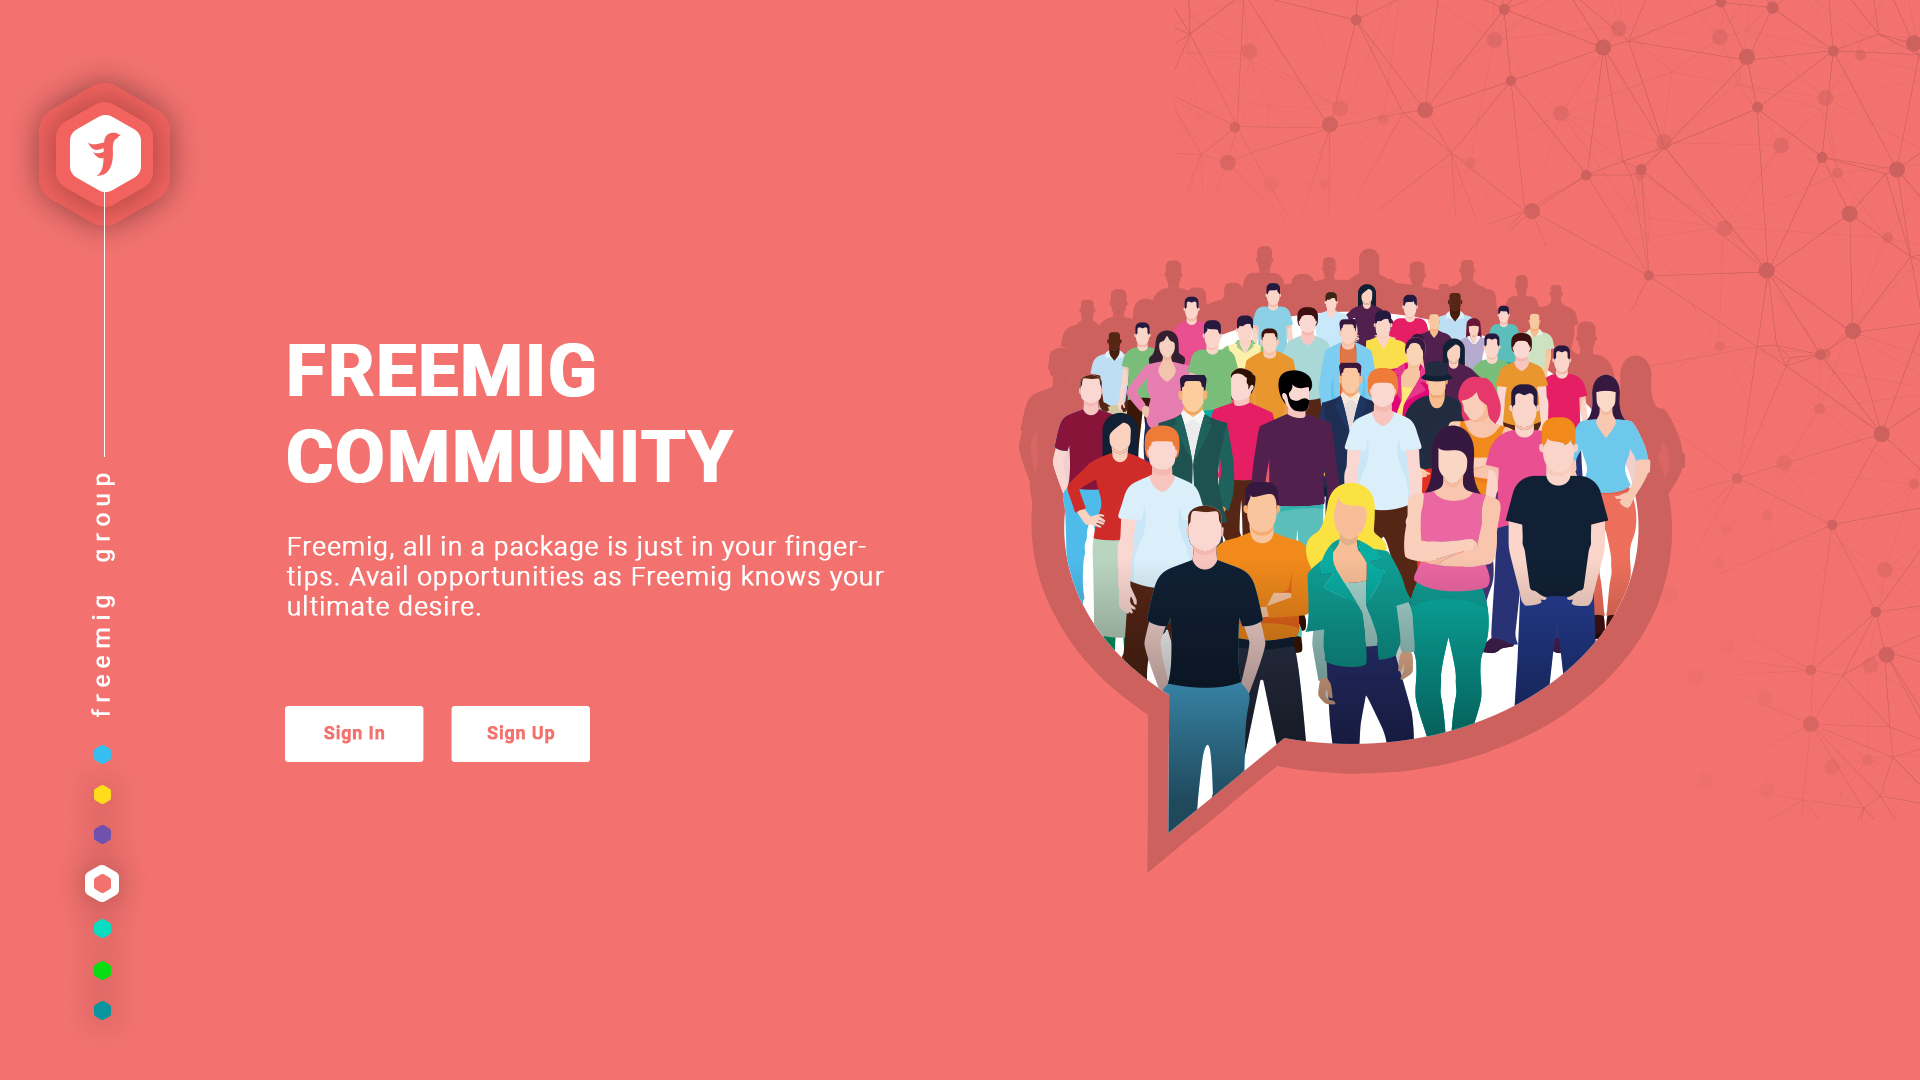 FREEMIG
COMMUNITY
Freemig, all in a package is just in your finger-
tips. Avail opportunities as Freemig knows your
ultimate desire.
Sign In
Sign Up
freemig group